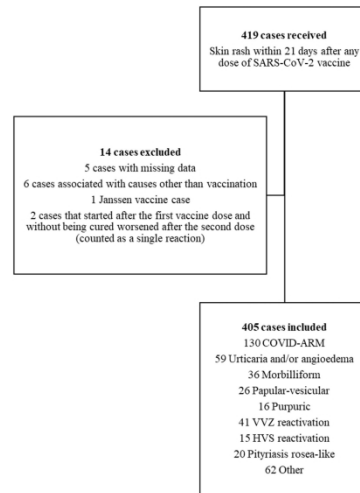 419 cases received
Skin rash within 21 days after any
dose of SARS-CoV-2 vaccine
14 cases excluded
5 cases with missing data
6 cases associated with causes other than vaccination
1 Janssen vaccine case
2 cases that started after the first vaccine dose and
without being cured worsened after the second dose
(counted as a single reaction)
405 cases included
130 COVID-ARM
59 Urticaria and/or angioedema
36 Morbilliform
26 Papular-vesicular
16 Purpuric
41 VVZ reactivation
15 HVS reactivation
20 Pityriasis rosea-like
62 Other